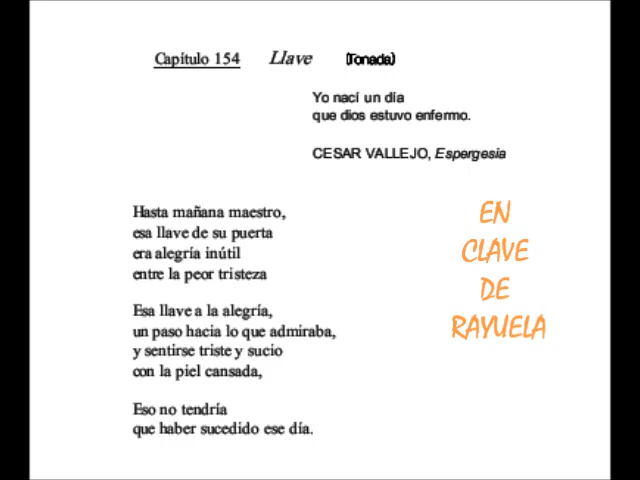 Capítulo 154 Llave (Tonada)
Yo nací un día
que dios estuvo enfermo.
CESAR VALLEJO, Espergesia
Hasta mañana maestro,
esa llave de su puerta
era alegría inútil
entre la peor tristeza
Esa llave a la alegría,
un paso hacia lo que admiraba,
y sentirse triste y sucio
con la piel cansada,
Eso no tendría
que haber sucedido ese día.
EN
CLAVE
DE
RAYUELA